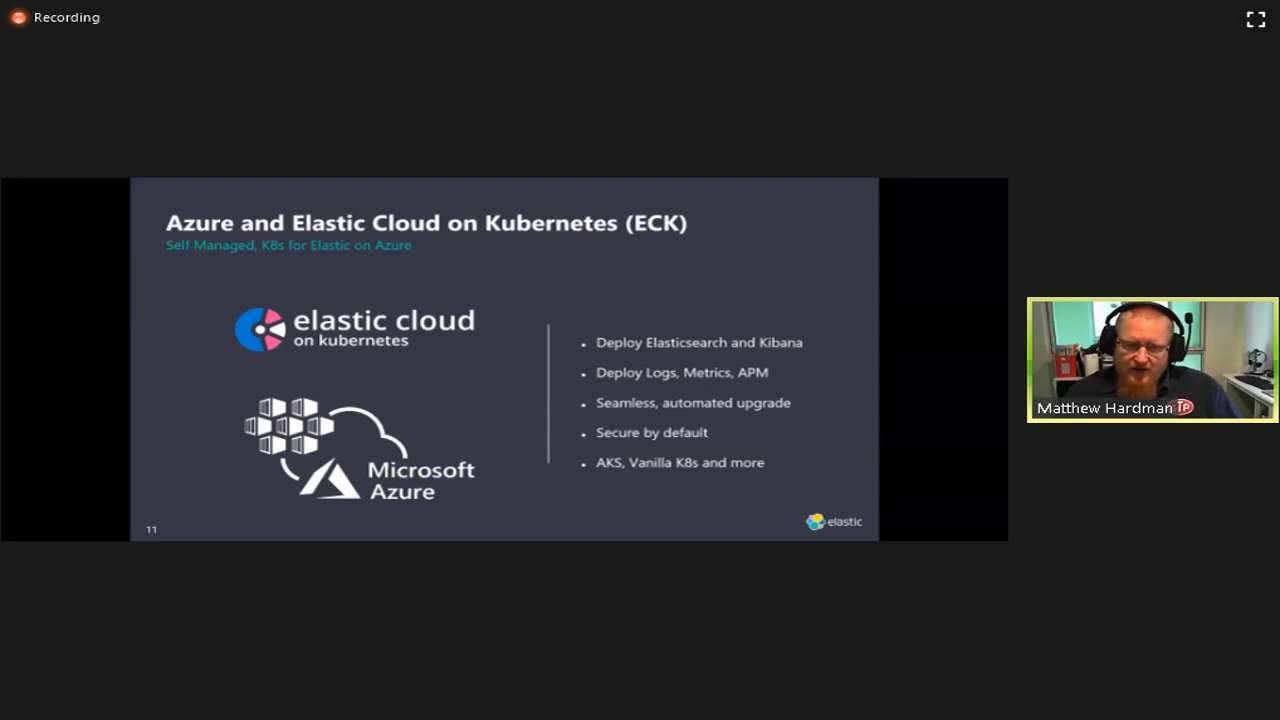 Recording
Azure and Elastic Cloud on Kubernetes (ECK)
Self Managed, K8s for Elastic on Azure
elastic cloud
on kubernetes
Microsoft
Azure
• Deploy Elasticsearch and Kibana
• Deploy Logs, Metrics, APM
• Seamless, automated upgrade
• Secure by default
• AKS, Vanilla K8s and more
11
elastic
Matthew Hardman
TP